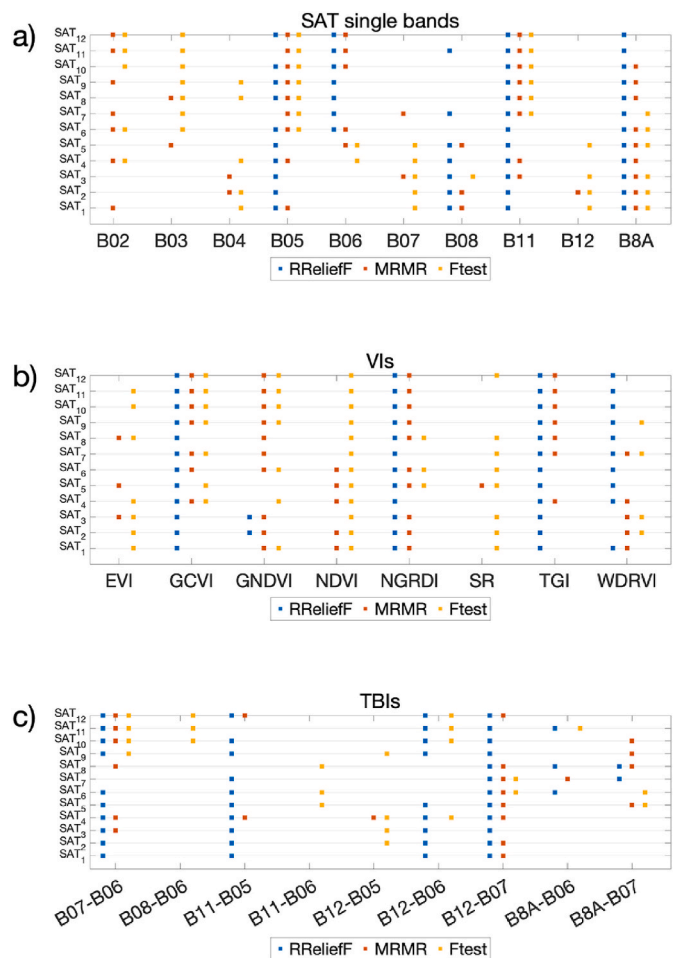 a)
SAT single bands
SAT12
SAT11
SAT10
SAT9
SAT8
SAT7
SAT6
SAT5
SAT4
SAT3
SAT2
SAT1
B02 B03 B04 B05 B06 B07 B08 B11 B12 B8A
RReliefF MRMR Ftest
b)
VIs
SAT12
SAT11
SAT10
SAT9
SAT8
SAT7
SAT6
SAT5
SAT4
SAT3
SAT2
SAT1
EVI GCVI GNDVI NDVI NGRDI SR TGI WDRVI
RReliefF MRMR Ftest
c)
TBIs
SAT12
SAT11
SAT10
SAT9
SAT8
SAT7
SAT6
SAT5
SAT4
SAT3
SAT2
SAT1
B07-B06 B08-B06 B11-B05 B11-B06 B12-B05 B12-B06 B12-B07 B8A-B06 B8A-B07
RReliefF MRMR Ftest